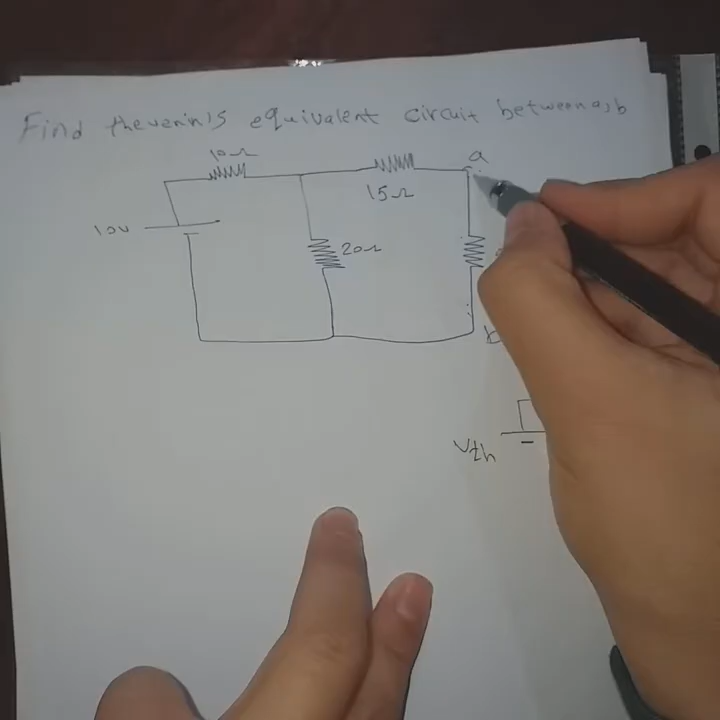 Find thevenin's equivalent circuit between a, b
10Ω
a
15Ω
10V
20Ω
b
Vth